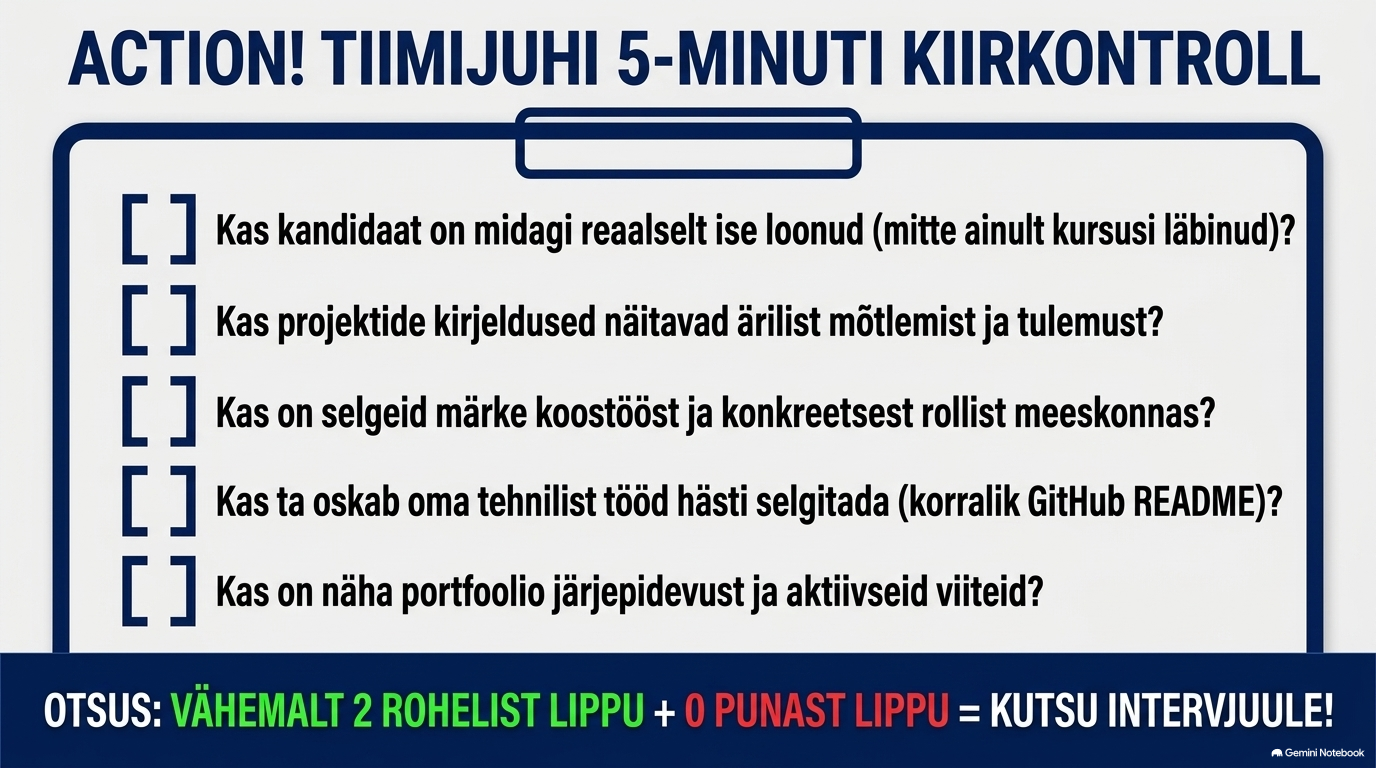 ACTION! TIIMIJUHI 5-MINUTI KIIRKONTROLL
[ ] Kas kandidaat on midagi reaalselt ise loonud (mitte ainult kursusi läbinud)?
[ ] Kas projektide kirjeldused näitavad ärilist mõtlemist ja tulemust?
[ ] Kas on selgeid märke koostööst ja konkreetsest rollist meeskonnas?
[ ] Kas ta oskab oma tehnilist tööd hästi selgitada (korralik GitHub README)?
[ ] Kas on näha portfoolio järjepidevust ja aktiivseid viiteid?
OTSUS: VÄHEMALT 2 ROHELIST LIPPU + 0 PUNAST LIPPU = KUTSU INTERVJUULE!
Gemini Notebook